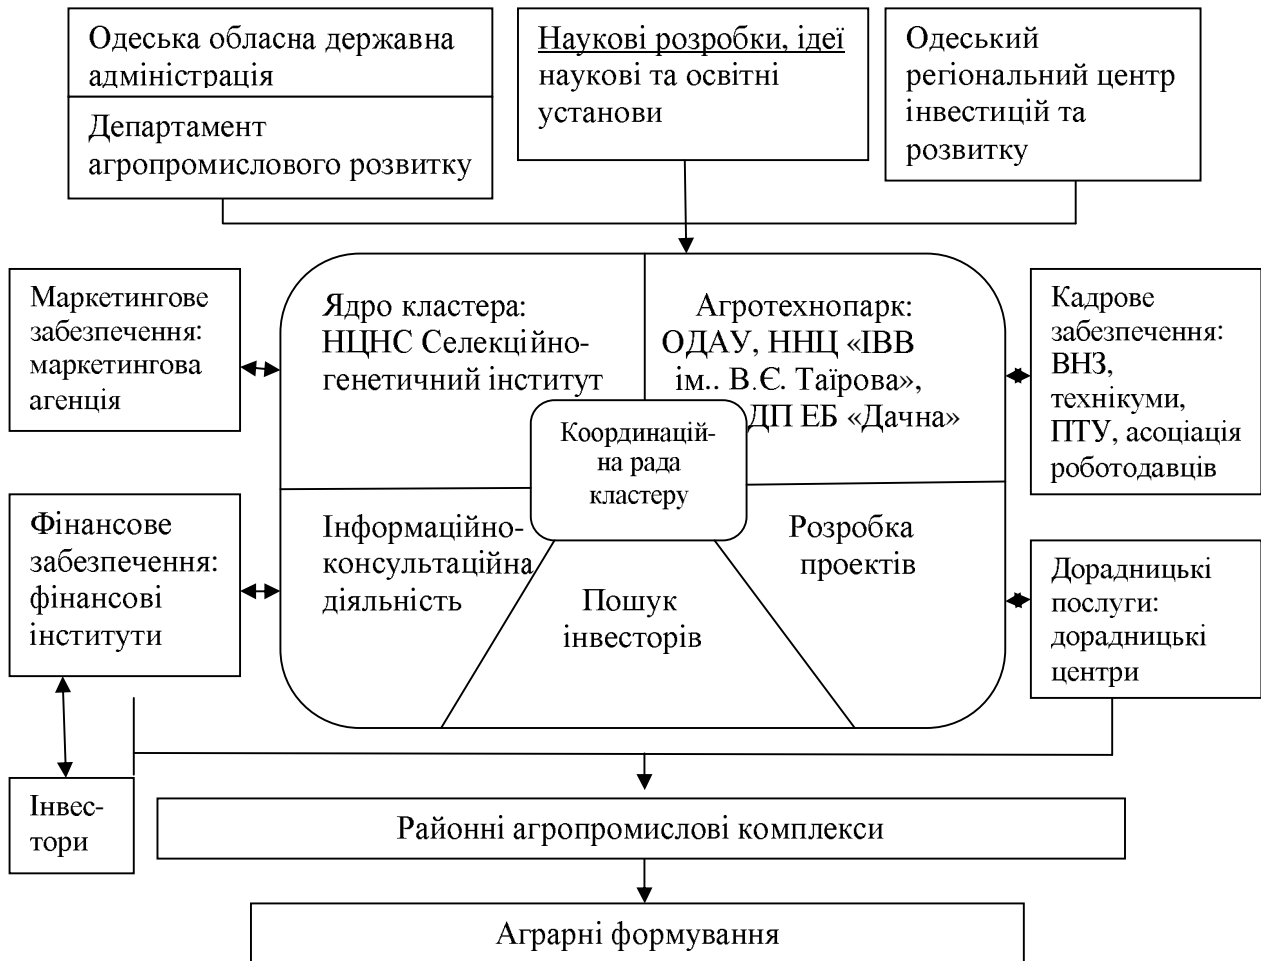 Одеська обласна державна
адміністрація
Департамент
агропромислового розвитку
Наукові розробки, ідеї
наукові та освітні
установи
Одеський
регіональний центр
інвестицій та
розвитку
Маркетингове
забезпечення:
маркетингова
агенція
Ядро кластера:
НЦНС Селекційно-
генетичний інститут
Агротехнопарк:
ОДАУ, ННЦ «ІВВ
ім.. В.Є. Таїрова»,
ДП ЕБ «Дачна»
Кадрове
забезпечення:
ВНЗ,
технікуми,
ПТУ, асоціація
роботодавців
Координацій-
на рада
кластеру
Фінансове
забезпечення:
фінансові
інститути
Інформаційно-
консультаційна
діяльність
Пошук
інвесторів
Розробка
проектів
Дорадницькі
послуги:
дорадницькі
центри
Інвес-
тори
Районні агропромислові комплекси
Аграрні формування